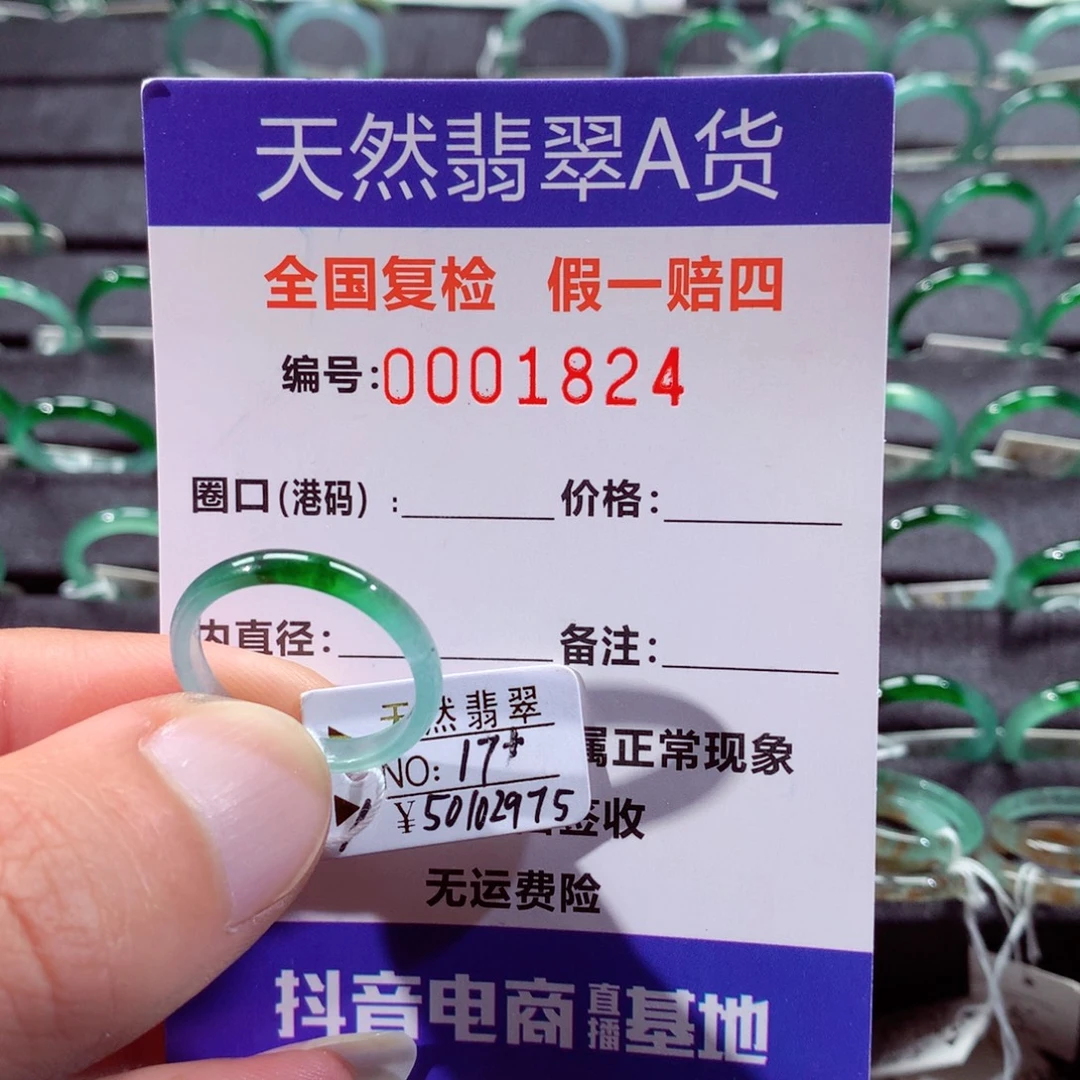 天然翡翠A货
全国复检 假一赔四
编号:0001824
圈口(港码):
价格:
内直径:
备注:
天然翡翠
NO: 17+
¥50102975
属正常现象
签收
无运费险
抖音电商直播基地